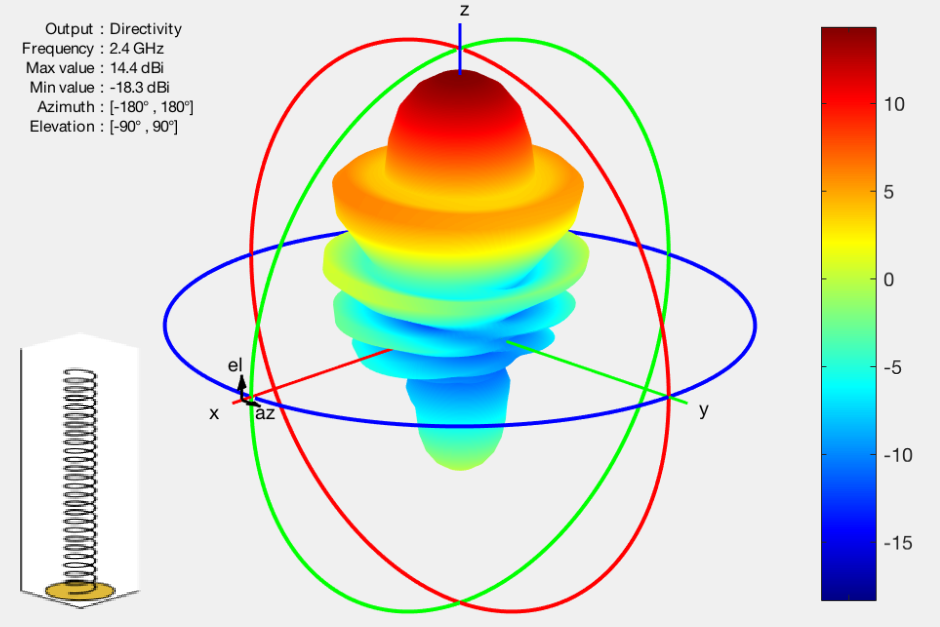 Output : Directivity
Frequency : 2.4 GHz
Max value : 14.4 dBi
Min value : -18.3 dBi
Azimuth : [-180° , 180°]
Elevation : [-90° , 90°]
z
el
x
az
y
10
5
0
-5
-10
-15